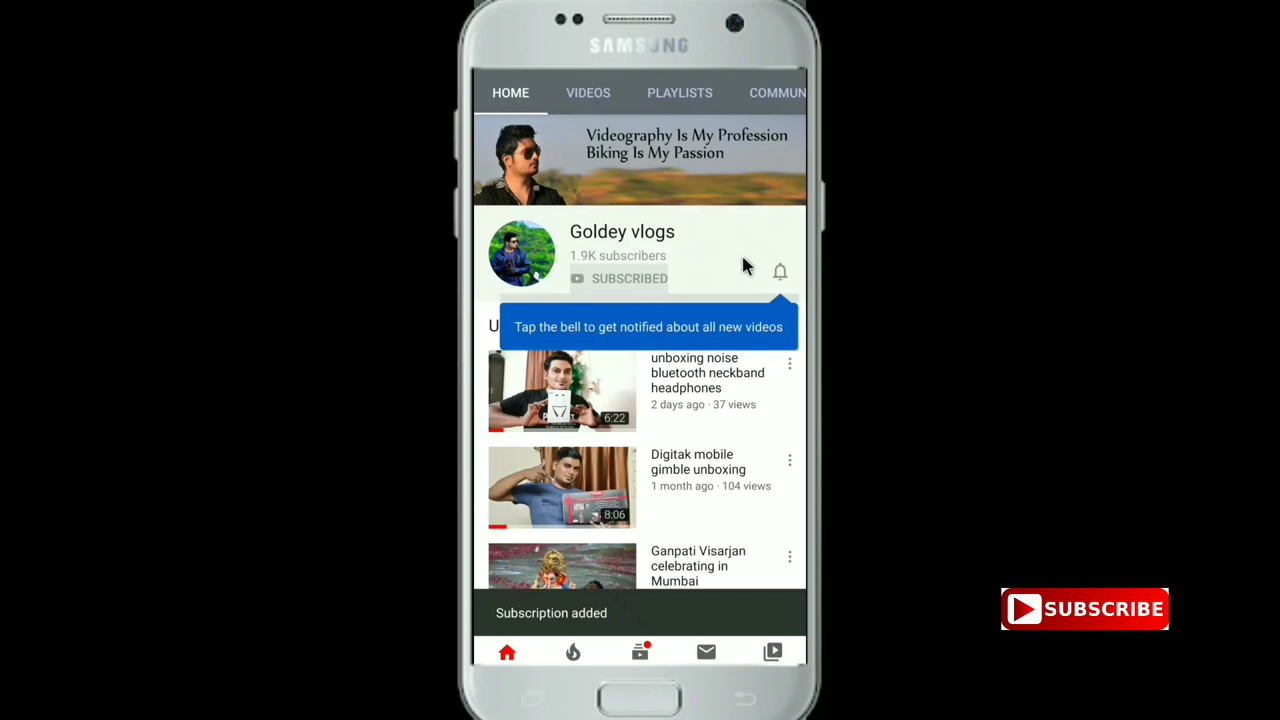 SAMSUNG
HOME VIDEOS PLAYLISTS COMMUN
Videography Is My Profession
Biking Is My Passion
Goldey vlogs
1.9K subscribers
SUBSCRIBED
U
Tap the bell to get notified about all new videos
unboxing noise
bluetooth neckband
headphones
2 days ago · 37 views
6:22
Digitak mobile
gimble unboxing
1 month ago · 104 views
8:06
Ganpati Visarjan
celebrating in
Mumbai
Subscription added
SUBSCRIBE